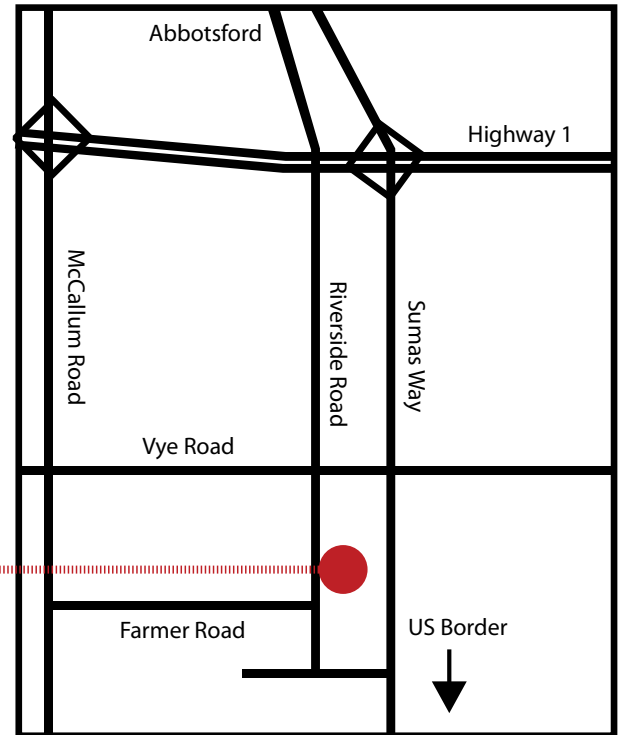 Abbotsford
Highway 1
McCallum Road
Riverside Road
Sumas Way
Vye Road
Farmer Road
US Border